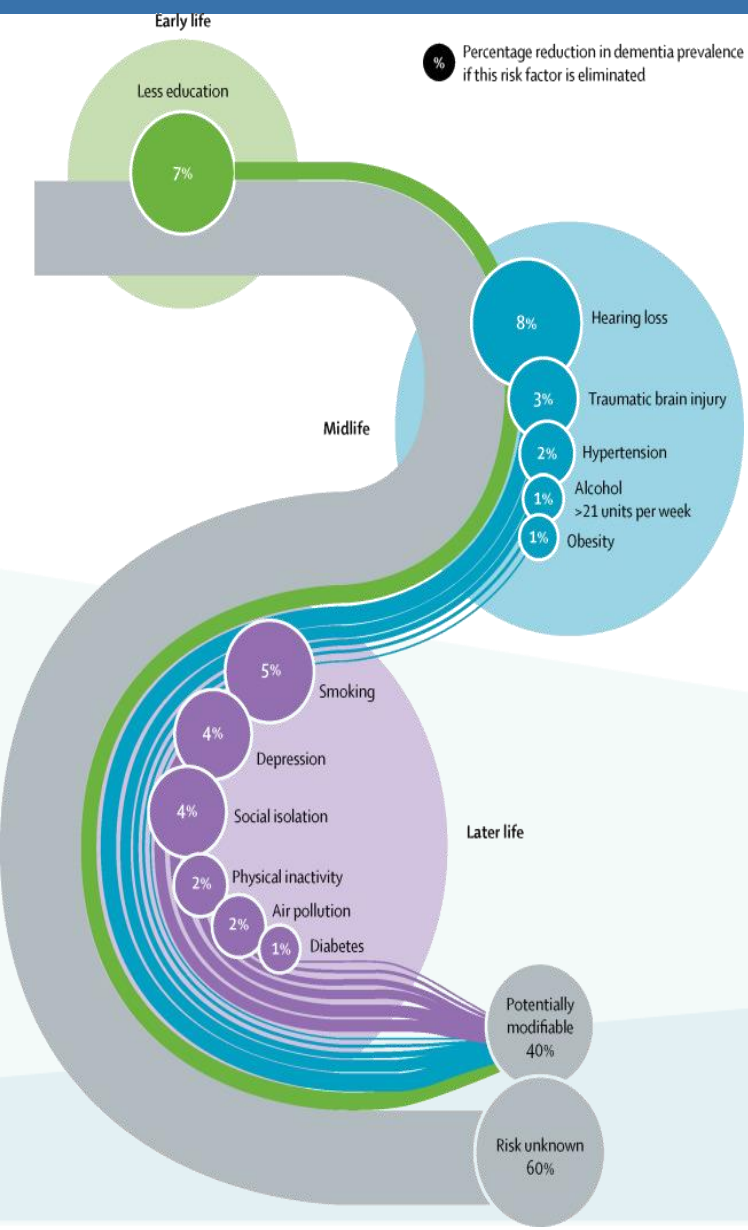 Early life
% Percentage reduction in dementia prevalence
if this risk factor is eliminated
Less education
7%
8% Hearing loss
3% Traumatic brain injury
Midlife
2% Hypertension
1% Alcohol
>21 units per week
1% Obesity
5% Smoking
4% Depression
4% Social isolation
Later life
2% Physical inactivity
2% Air pollution
1% Diabetes
Potentially
modifiable
40%
Risk unknown
60%